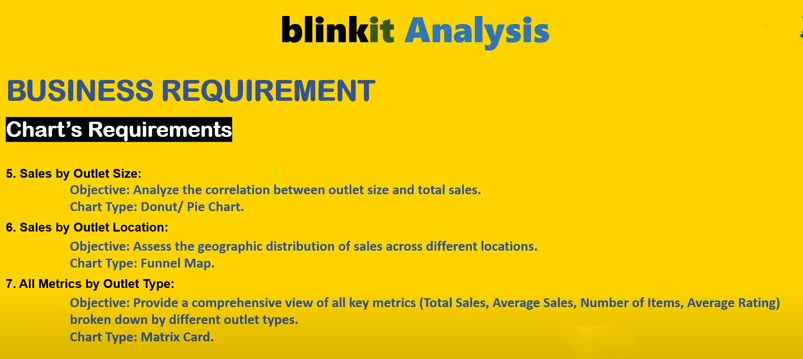 blinkit Analysis
BUSINESS REQUIREMENT
Chart's Requirements
5. Sales by Outlet Size:
Objective: Analyze the correlation between outlet size and total sales.
Chart Type: Donut/ Pie Chart.
6. Sales by Outlet Location:
Objective: Assess the geographic distribution of sales across different locations.
Chart Type: Funnel Map.
7. All Metrics by Outlet Type:
Objective: Provide a comprehensive view of all key metrics (Total Sales, Average Sales, Number of Items, Average Rating)
broken down by different outlet types.
Chart Type: Matrix Card.